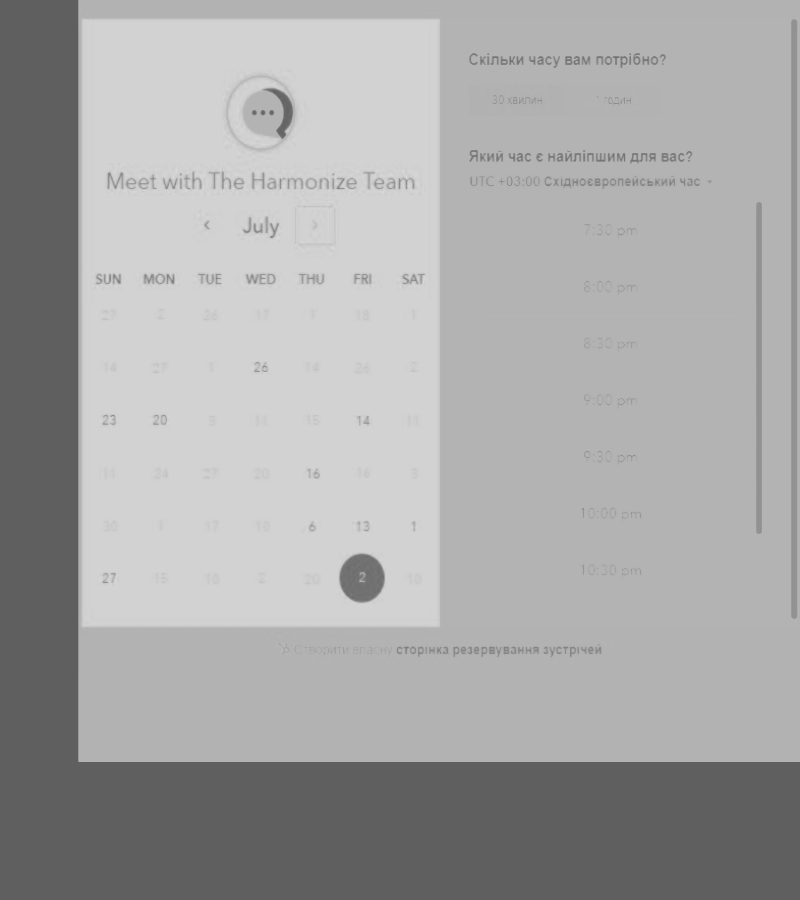 Meet with The Harmonize Team
July
SUN MON TUE WED THU FRI SAT
27 2 26 17 1 18 1
14 27 1 26 14 26 2
23 20 3 11 15 14 11
11 24 27 20 16 16 9
30 1 17 10 6 13 1
27 15 10 2 20 2 10
Скільки часу вам потрібно?
30 хвилин 1 годин
Який час є найліпшим для вас?
UTC +03:00 Східноєвропейський час
7:30 pm
8:00 pm
8:30 pm
9:00 pm
9:30 pm
10:00 pm
10:30 pm
Створити власну сторінка резервування зустрічей